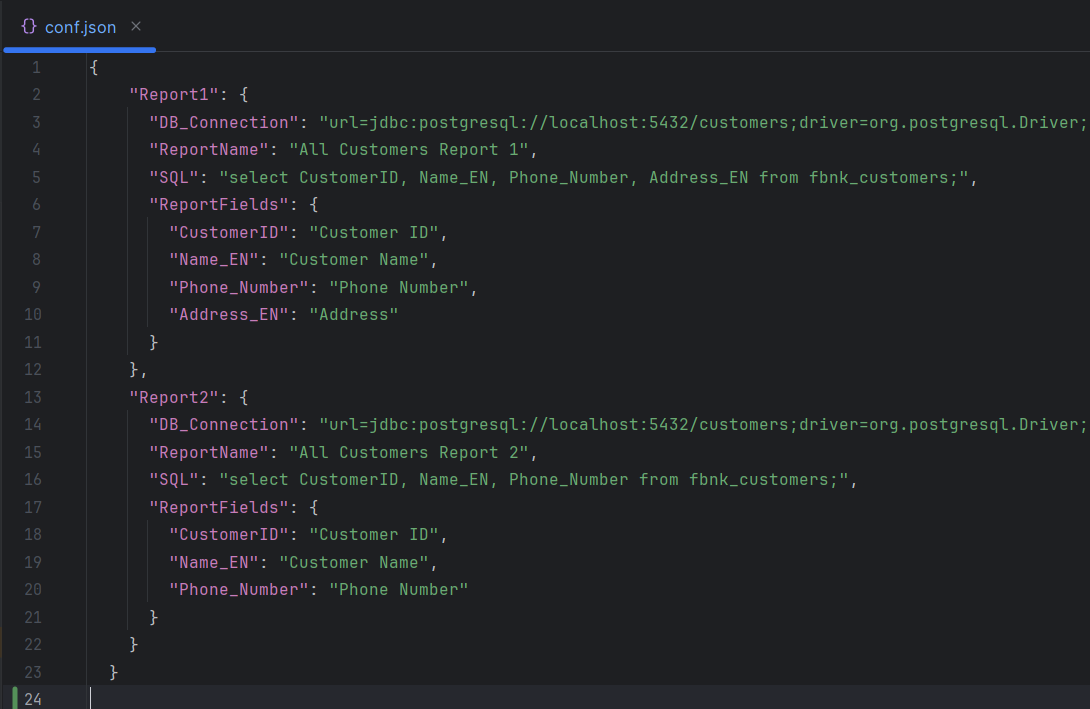 {} conf.json ×
1 {
2 "Report1": {
3 "DB_Connection": "url=jdbc:postgresql://localhost:5432/customers;driver=org.postgresql.Driver;
4 "ReportName": "All Customers Report 1",
5 "SQL": "select CustomerID, Name_EN, Phone_Number, Address_EN from fbnk_customers;",
6 "ReportFields": {
7 "CustomerID": "Customer ID",
8 "Name_EN": "Customer Name",
9 "Phone_Number": "Phone Number",
10 "Address_EN": "Address"
11 }
12 },
13 "Report2": {
14 "DB_Connection": "url=jdbc:postgresql://localhost:5432/customers;driver=org.postgresql.Driver;
15 "ReportName": "All Customers Report 2",
16 "SQL": "select CustomerID, Name_EN, Phone_Number from fbnk_customers;",
17 "ReportFields": {
18 "CustomerID": "Customer ID",
19 "Name_EN": "Customer Name",
20 "Phone_Number": "Phone Number"
21 }
22 }
23 }
24